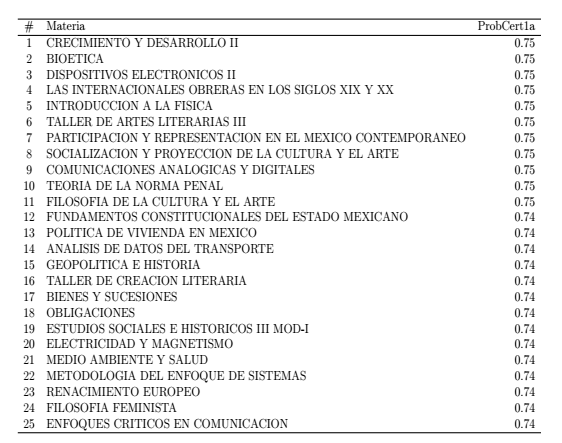 # Materia ProbCert1a
1 CRECIMIENTO Y DESARROLLO II 0.75
2 BIOETICA 0.75
3 DISPOSITIVOS ELECTRONICOS II 0.75
4 LAS INTERNACIONALES OBRERAS EN LOS SIGLOS XIX Y XX 0.75
5 INTRODUCCION A LA FISICA 0.75
6 TALLER DE ARTES LITERARIAS III 0.75
7 PARTICIPACION Y REPRESENTACION EN EL MEXICO CONTEMPORANEO 0.75
8 SOCIALIZACION Y PROYECCION DE LA CULTURA Y EL ARTE 0.75
9 COMUNICACIONES ANALOGICAS Y DIGITALES 0.75
10 TEORIA DE LA NORMA PENAL 0.75
11 FILOSOFIA DE LA CULTURA Y EL ARTE 0.75
12 FUNDAMENTOS CONSTITUCIONALES DEL ESTADO MEXICANO 0.74
13 POLITICA DE VIVIENDA EN MEXICO 0.74
14 ANALISIS DE DATOS DEL TRANSPORTE 0.74
15 GEOPOLITICA E HISTORIA 0.74
16 TALLER DE CREACION LITERARIA 0.74
17 BIENES Y SUCESIONES 0.74
18 OBLIGACIONES 0.74
19 ESTUDIOS SOCIALES E HISTORICOS III MOD-I 0.74
20 ELECTRICIDAD Y MAGNETISMO 0.74
21 MEDIO AMBIENTE Y SALUD 0.74
22 METODOLOGIA DEL ENFOQUE DE SISTEMAS 0.74
23 RENACIMIENTO EUROPEO 0.74
24 FILOSOFIA FEMINISTA 0.74
25 ENFOQUES CRITICOS EN COMUNICACION 0.74